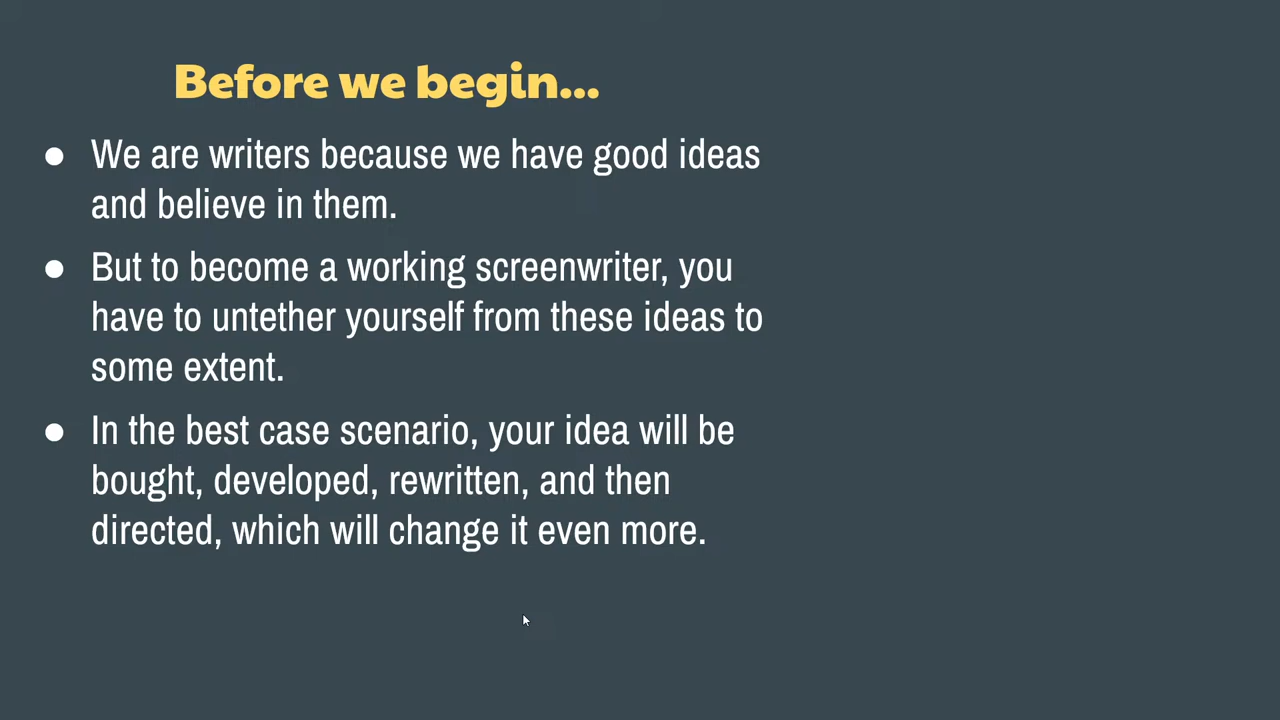 Before we begin...
● We are writers because we have good ideas
and believe in them.
● But to become a working screenwriter, you
have to untether yourself from these ideas to
some extent.
● In the best case scenario, your idea will be
bought, developed, rewritten, and then
directed, which will change it even more.